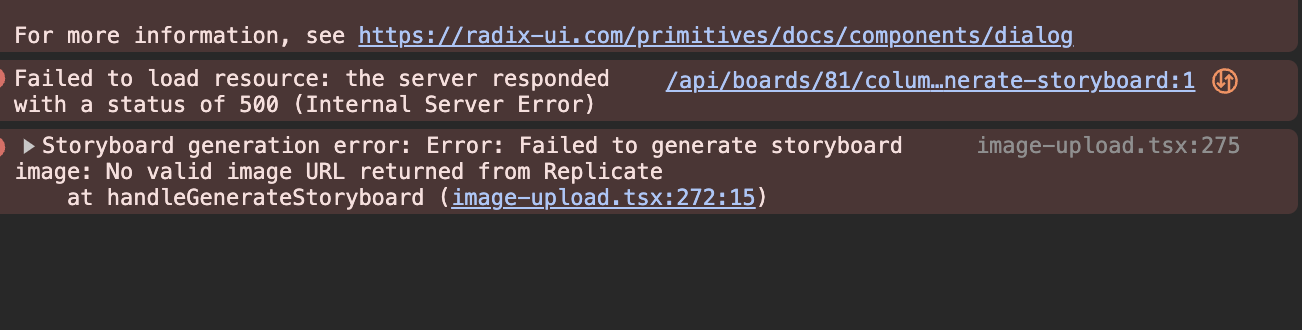 For more information, see https://radix-ui.com/primitives/docs/components/dialog
Failed to load resource: the server responded /api/boards/81/colum…nerate-storyboard:1
with a status of 500 (Internal Server Error)
Storyboard generation error: Error: Failed to generate storyboard image-upload.tsx:275
image: No valid image URL returned from Replicate
at handleGenerateStoryboard (image-upload.tsx:272:15)